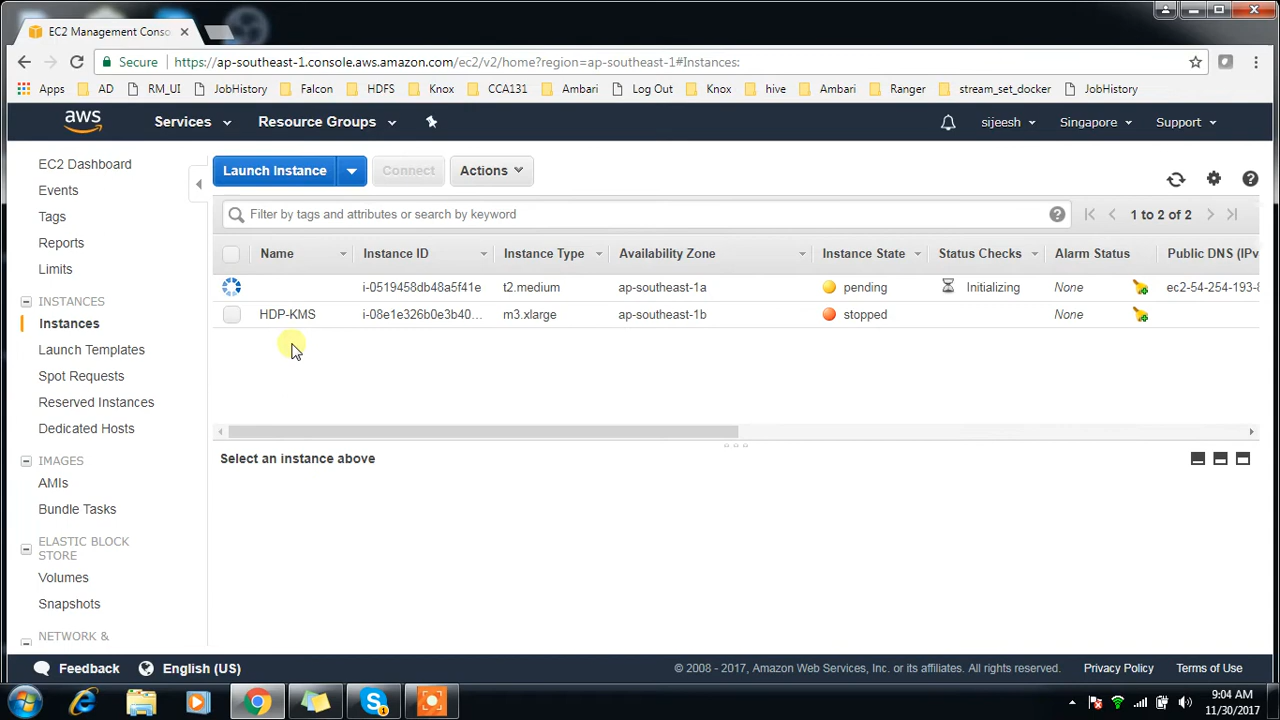 EC2 Management Conso
Secure https://ap-southeast-1.console.aws.amazon.com/ec2/v2/home?region=ap-southeast-1#Instances:
Apps AD RM_UI JobHistory Falcon HDFS Knox CCA131 Ambari Log Out Knox hive Ambari Ranger stream_set_docker JobHistory
aws Services Resource Groups sijeesh Singapore Support
EC2 Dashboard
Events
Tags
Reports
Limits
INSTANCES
Instances
Launch Templates
Spot Requests
Reserved Instances
Dedicated Hosts
IMAGES
AMIs
Bundle Tasks
ELASTIC BLOCK
STORE
Volumes
Snapshots
NETWORK &
Launch Instance Connect Actions
Filter by tags and attributes or search by keyword 1 to 2 of 2
Name Instance ID Instance Type Availability Zone Instance State Status Checks Alarm Status Public DNS (IPv
i-0519458db48a5f41e t2.medium ap-southeast-1a pending Initializing None ec2-54-254-193-8
HDP-KMS i-08e1e326b0e3b40... m3.xlarge ap-southeast-1b stopped None
Select an instance above
Feedback English (US) © 2008 - 2017, Amazon Web Services, Inc. or its affiliates. All rights reserved. Privacy Policy Terms of Use
9:04 AM
11/30/2017